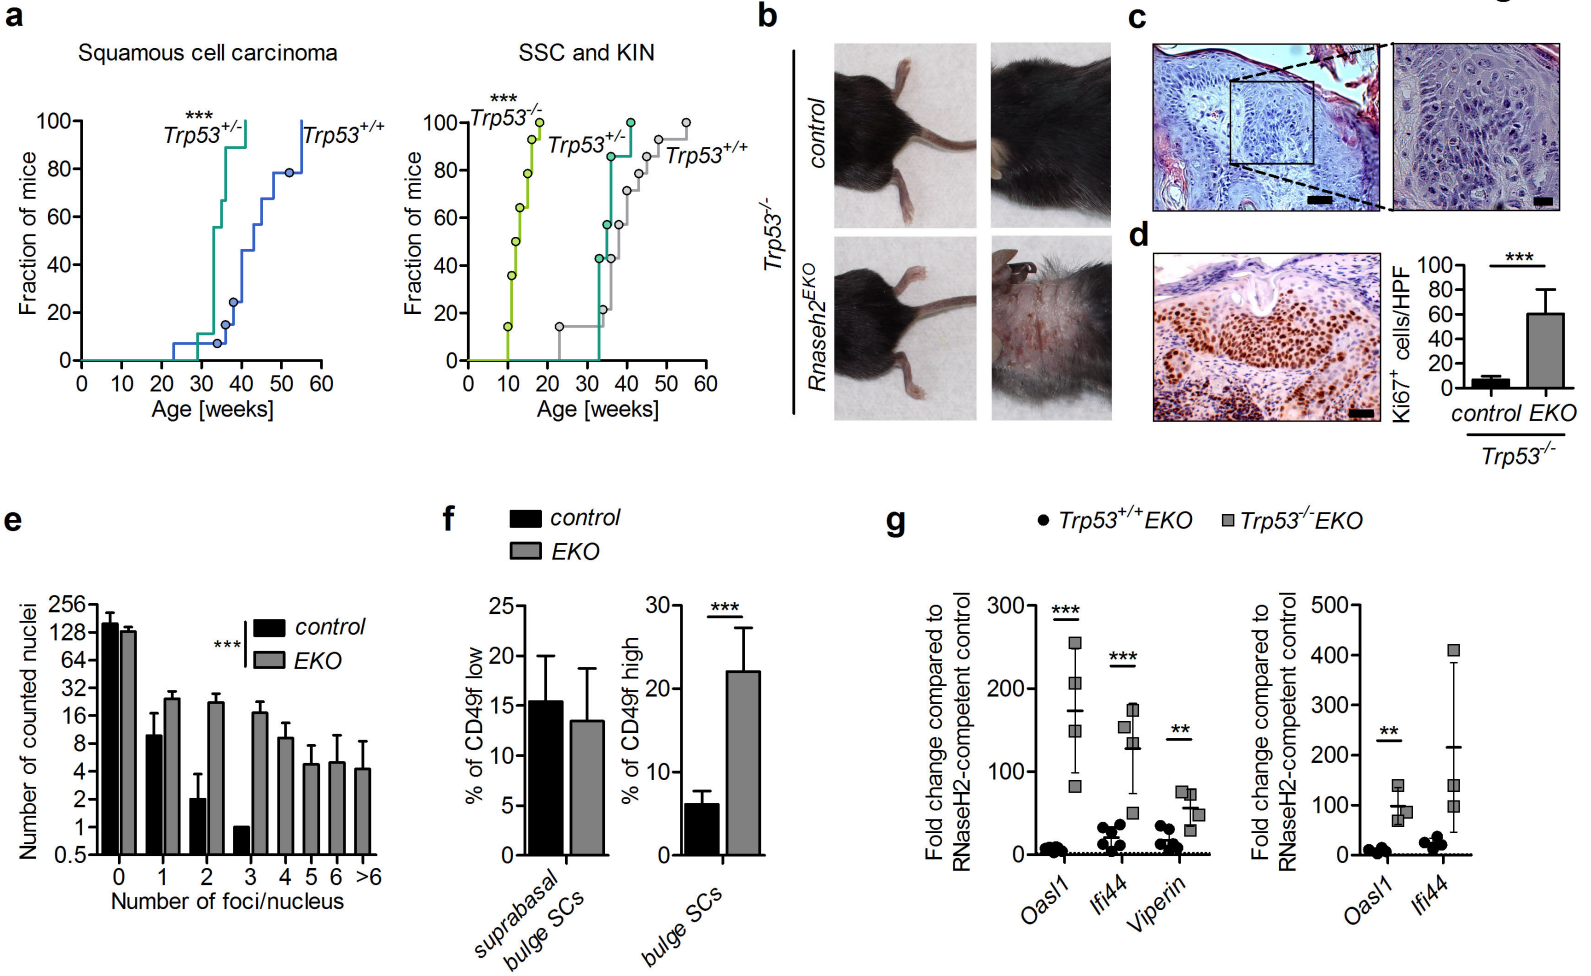 a
Squamous cell carcinoma
SSC and KIN
Fraction of mice
100
80
60
40
20
0
***
Trp53+/-
Trp53+/+
0 10 20 30 40 50 60
Age [weeks]
Fraction of mice
100
80
60
40
20
0
***
Trp53-/-
Trp53+/-
Trp53+/+
0 10 20 30 40 50 60
Age [weeks]
b
Trp53-/-
control
Rnaseh2EKO
c
d
Ki67+ cells/HPF
100
80
60
40
20
0
***
control EKO
Trp53-/-
e
Number of counted nuclei
256
128
64
32
16
8
4
2
1
0.5
***
control
EKO
0 1 2 3 4 5 6 >6
Number of foci/nucleus
f
control
EKO
% of CD49f low
25
20
15
10
5
0
suprabasal
bulge SCs
% of CD49f high
30
20
10
0
***
bulge SCs
g
Trp53+/+EKO Trp53-/-EKO
Fold change compared to
RNaseH2-competent control
300
200
100
0
***
***
**
Oasl1 Ifi44 Viperin
Fold change compared to
RNaseH2-competent control
500
400
300
200
100
0
**
Oasl1 Ifi44